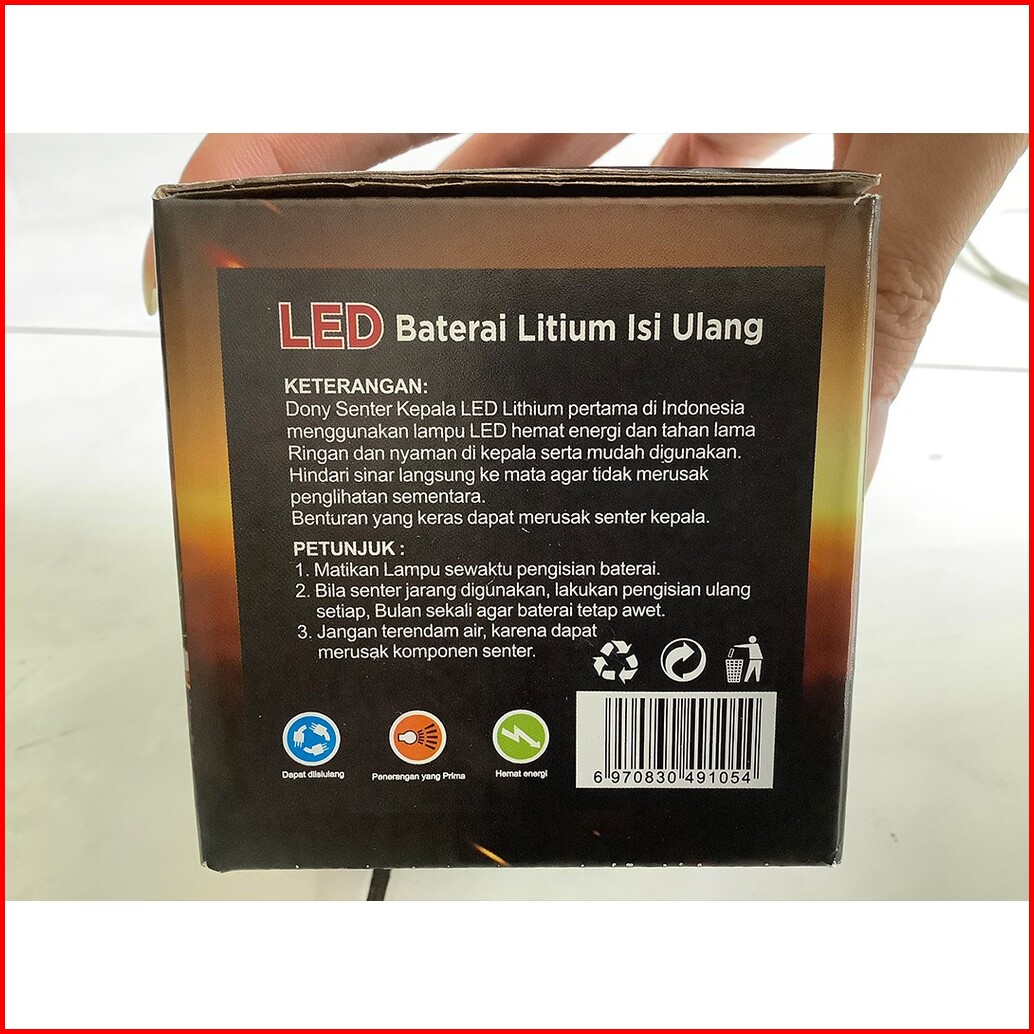 LED Baterai Litium Isi Ulang
KETERANGAN:
Dony Senter Kepala LED Lithium pertama di Indonesia
menggunakan lampu LED hemat energi dan tahan lama
Ringan dan nyaman di kepala serta mudah digunakan.
Hindari sinar langsung ke mata agar tidak merusak
penglihatan sementara.
Benturan yang keras dapat merusak senter kepala.
PETUNJUK :
1. Matikan Lampu sewaktu pengisian baterai.
2. Bila senter jarang digunakan, lakukan pengisian ulang
setiap, Bulan sekali agar baterai tetap awet.
3. Jangan terendam air, karena dapat
merusak komponen senter.
Dapat diisiulang
Penerangan yang Prima
Hemat energi
6 970830 491054